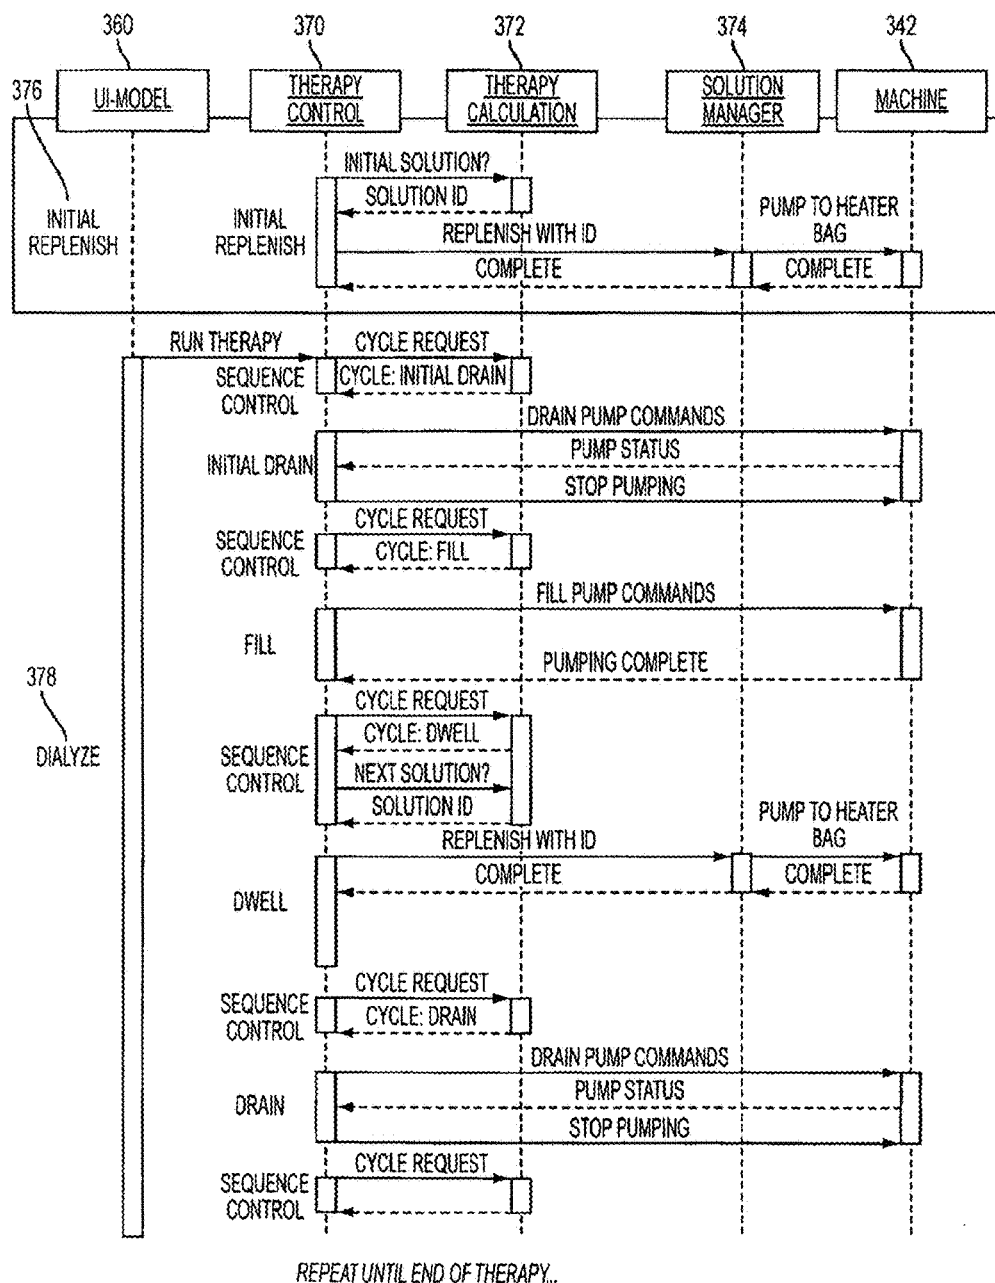 360
370
372
374
342
376
UI-MODEL
THERAPY
CONTROL
THERAPY
CALCULATION
SOLUTION
MANAGER
MACHINE
INITIAL
REPLENISH
INITIAL
REPLENISH
INITIAL SOLUTION?
SOLUTION ID
REPLENISH WITH ID
COMPLETE
PUMP TO HEATER
BAG
COMPLETE
RUN THERAPY
CYCLE REQUEST
SEQUENCE
CONTROL
CYCLE: INITIAL DRAIN
DRAIN PUMP COMMANDS
INITIAL DRAIN
PUMP STATUS
STOP PUMPING
CYCLE REQUEST
SEQUENCE
CONTROL
CYCLE: FILL
FILL PUMP COMMANDS
FILL
PUMPING COMPLETE
378
DIALYZE
CYCLE REQUEST
CYCLE: DWELL
SEQUENCE
CONTROL
NEXT SOLUTION?
SOLUTION ID
REPLENISH WITH ID
PUMP TO HEATER
BAG
COMPLETE
COMPLETE
DWELL
CYCLE REQUEST
SEQUENCE
CONTROL
CYCLE: DRAIN
DRAIN PUMP COMMANDS
DRAIN
PUMP STATUS
STOP PUMPING
CYCLE REQUEST
SEQUENCE
CONTROL
REPEAT UNTIL END OF THERAPY...